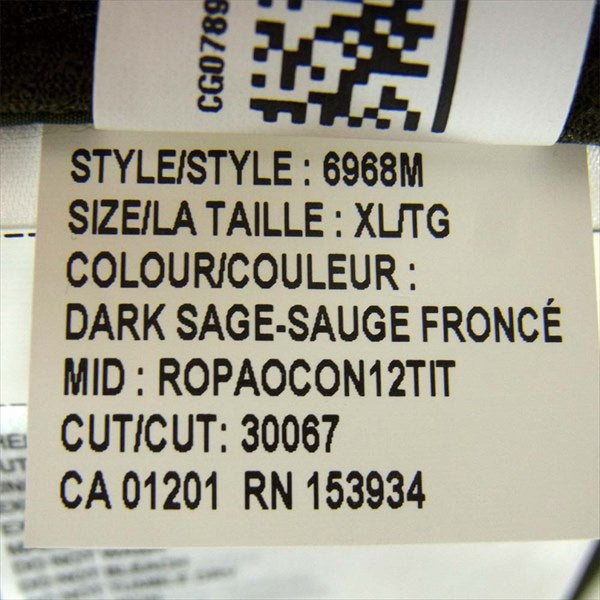 CG0789
STYLE/STYLE : 6968M
SIZE/LA TAILLE : XL/TG
COLOUR/COULEUR :
DARK SAGE-SAUGE FRONCÉ
MID : ROPAOCON12TIT
CUT/CUT: 30067
CA 01201 RN 153934